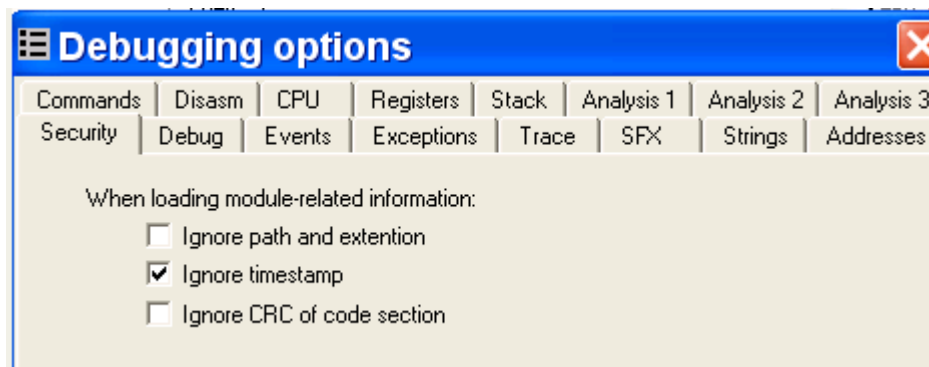 Debugging options
Commands Disasm CPU Registers Stack Analysis 1 Analysis 2 Analysis 3
Security Debug Events Exceptions Trace SFX Strings Addresses
When loading module-related information:
Ignore path and extention
Ignore timestamp
Ignore CRC of code section